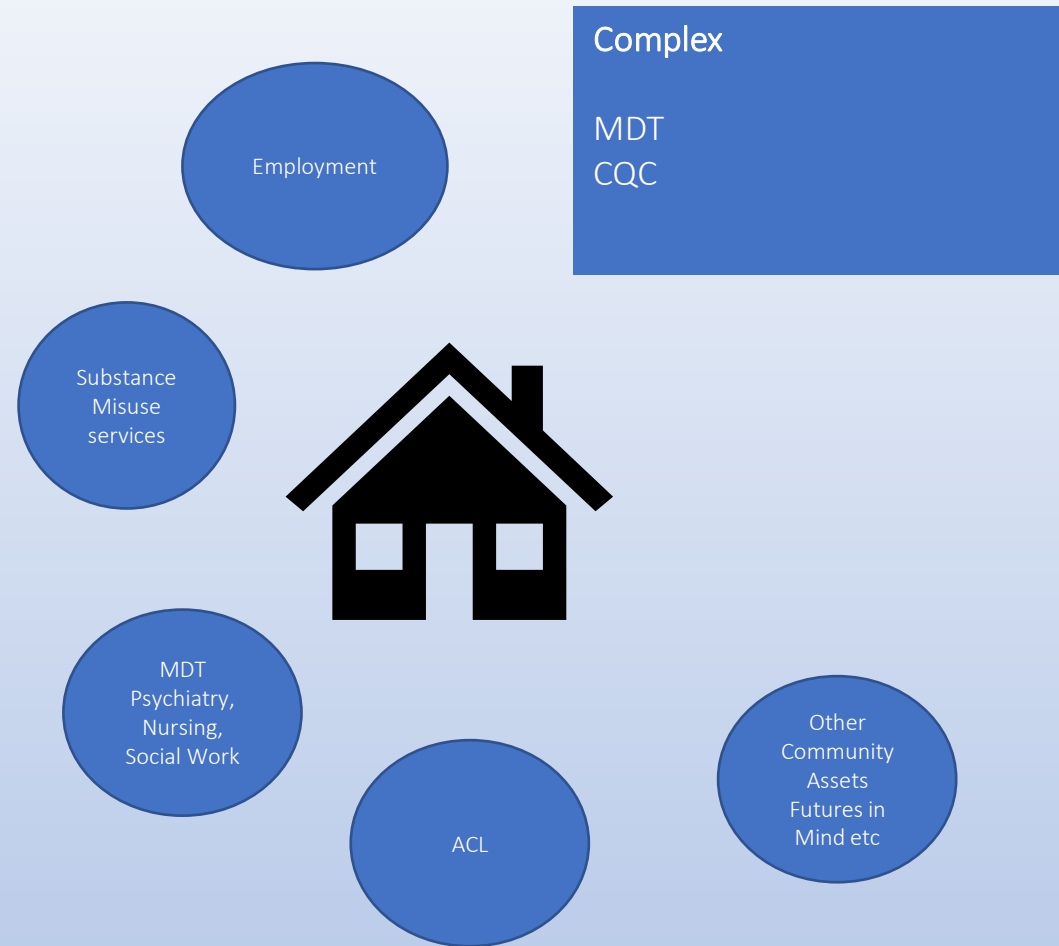 Complex
MDT
CQC
Employment
Substance
Misuse
services
MDT
Psychiatry,
Nursing,
Social Work
ACL
Other
Community
Assets
Futures in
Mind etc